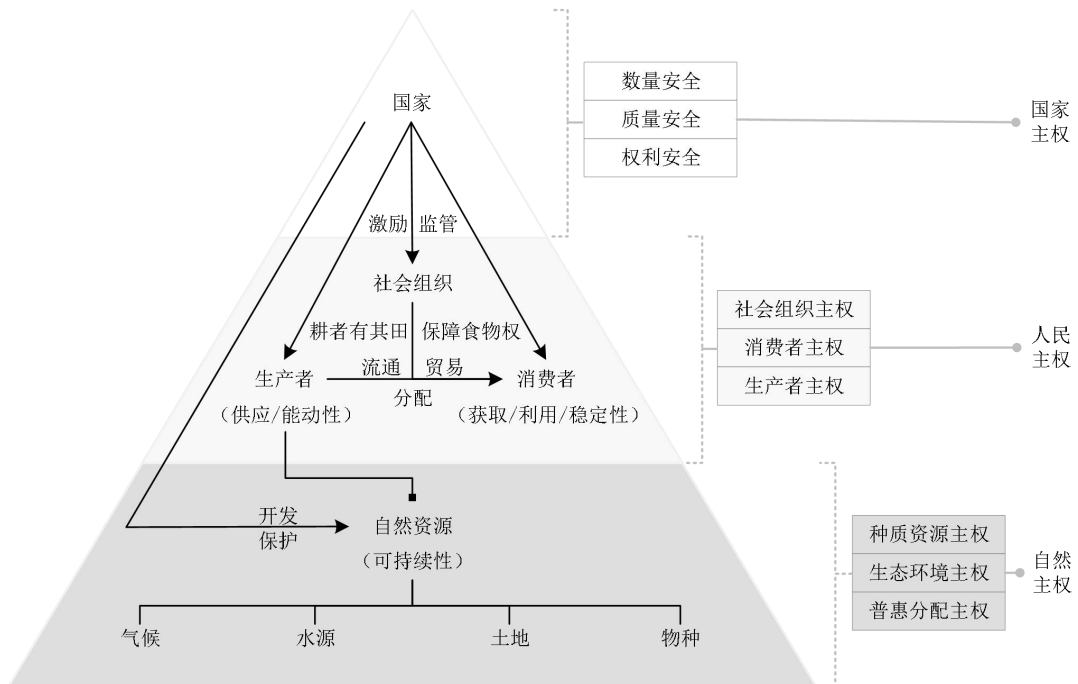 国家
数量安全
质量安全
权利安全
国家
主权
激励 监管
社会组织
耕者有其田 保障食物权
流通 贸易
生产者
消费者
分配
(供应/能动性)
(获取/利用/稳定性)
社会组织主权
消费者主权
生产者主权
人民
主权
开发
保护
自然资源
(可持续性)
气候
水源
土地
物种
种质资源主权
生态环境主权
普惠分配主权
自然
主权